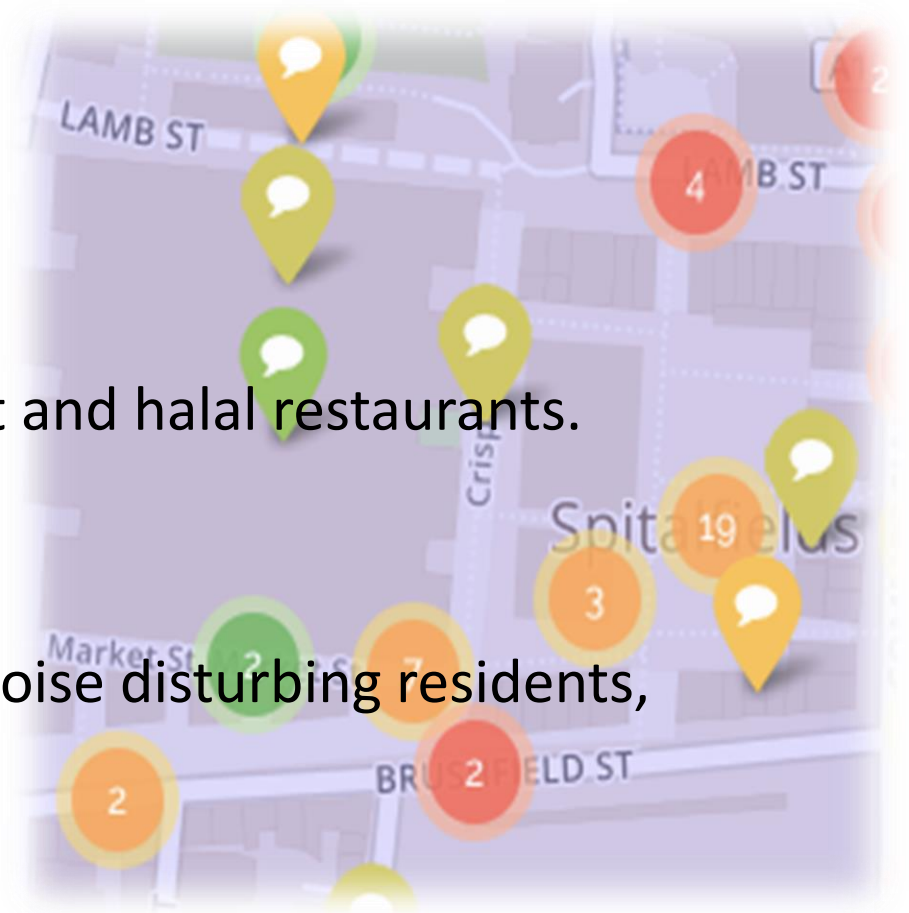 LAMB ST
4
LAMB ST
and halal restaurants.
Crisp
Spitalfields
19
3
Market St
2
7
oise disturbing residents,
2
BRUSHFIELD ST
2